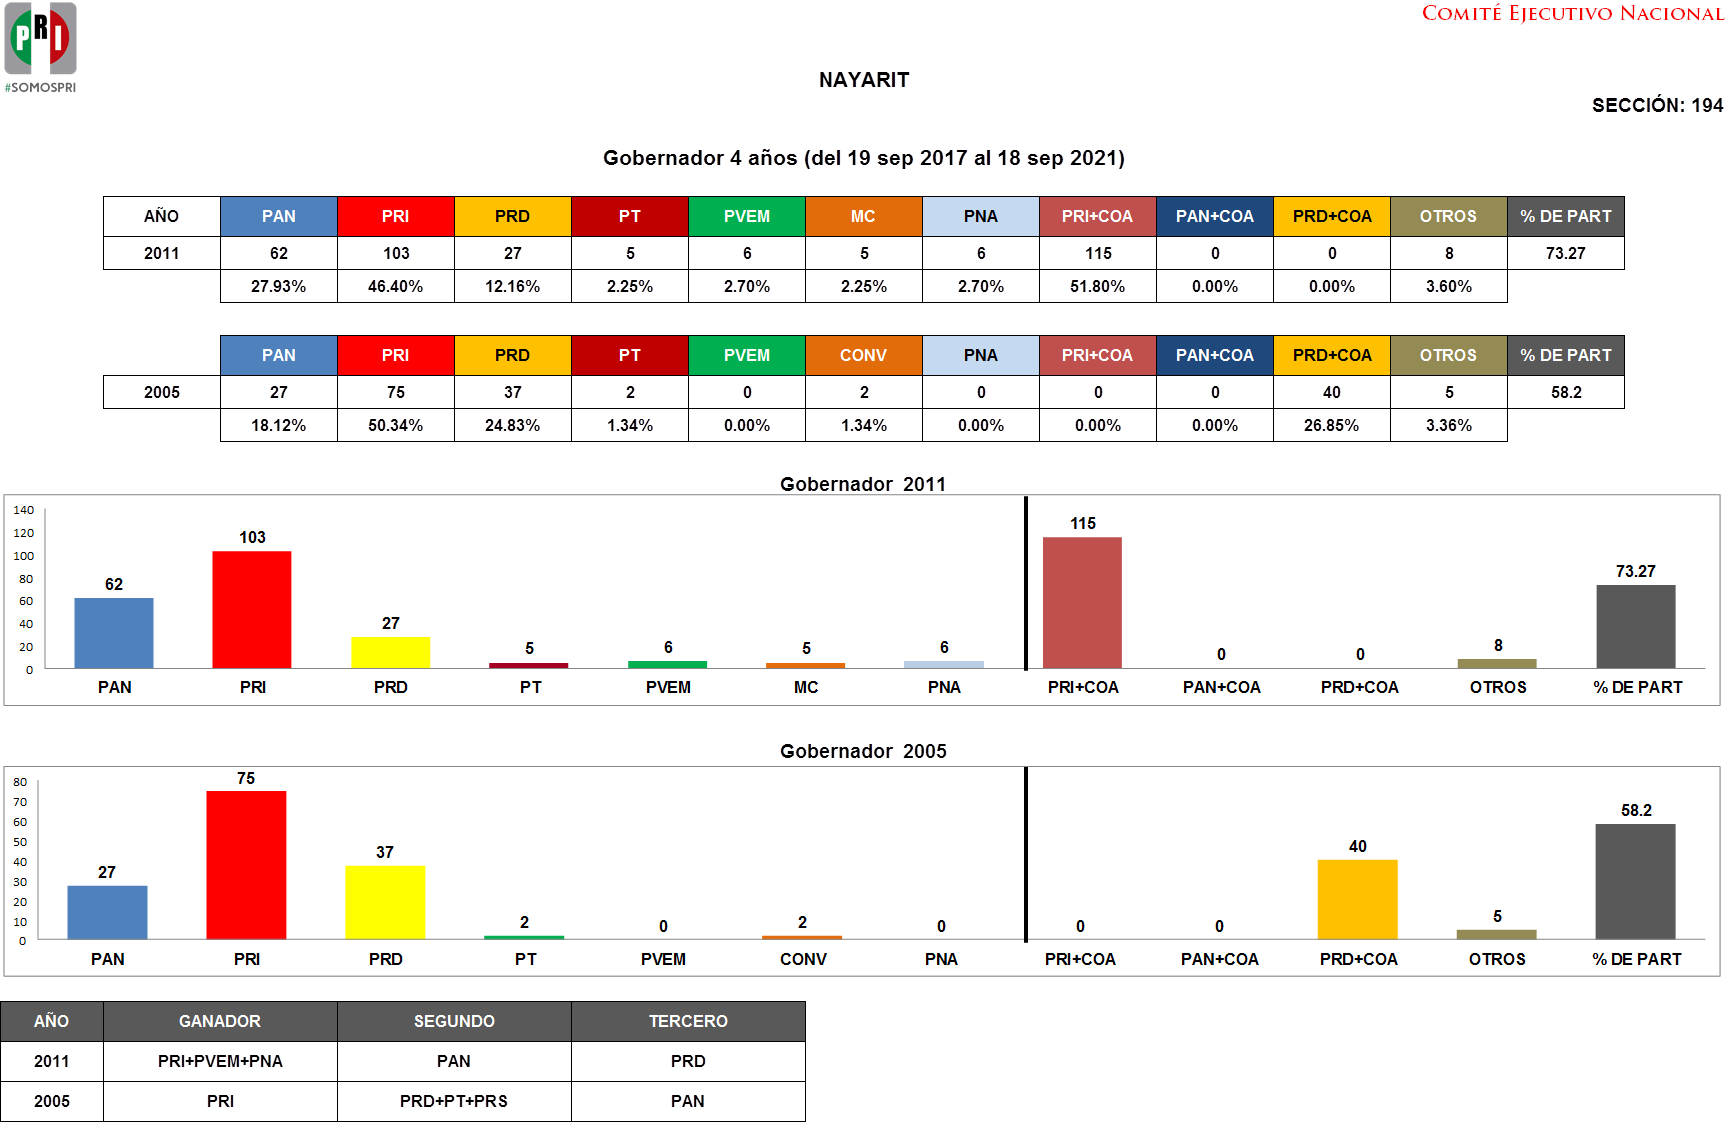 PRI
#SOMOSPRI
COMITÉ EJECUTIVO NACIONAL
NAYARIT
SECCIÓN: 194
Gobernador 4 años (del 19 sep 2017 al 18 sep 2021)
AÑO PAN PRI PRD PT PVEM MC PNA PRI+COA PAN+COA PRD+COA OTROS % DE PART
2011 62 103 27 5 6 5 6 115 0 0 8 73.27
27.93% 46.40% 12.16% 2.25% 2.70% 2.25% 2.70% 51.80% 0.00% 0.00% 3.60%
PAN PRI PRD PT PVEM CONV PNA PRI+COA PAN+COA PRD+COA OTROS % DE PART
2005 27 75 37 2 0 2 0 0 0 40 5 58.2
18.12% 50.34% 24.83% 1.34% 0.00% 1.34% 0.00% 0.00% 0.00% 26.85% 3.36%
Gobernador 2011
140
120
100
80
60
40
20
0
62 103 27 5 6 5 6 115 0 0 8 73.27
PAN PRI PRD PT PVEM MC PNA PRI+COA PAN+COA PRD+COA OTROS % DE PART
Gobernador 2005
80
70
60
50
40
30
20
10
0
27 75 37 2 0 2 0 0 0 40 5 58.2
PAN PRI PRD PT PVEM CONV PNA PRI+COA PAN+COA PRD+COA OTROS % DE PART
AÑO GANADOR SEGUNDO TERCERO
2011 PRI+PVEM+PNA PAN PRD
2005 PRI PRD+PT+PRS PAN